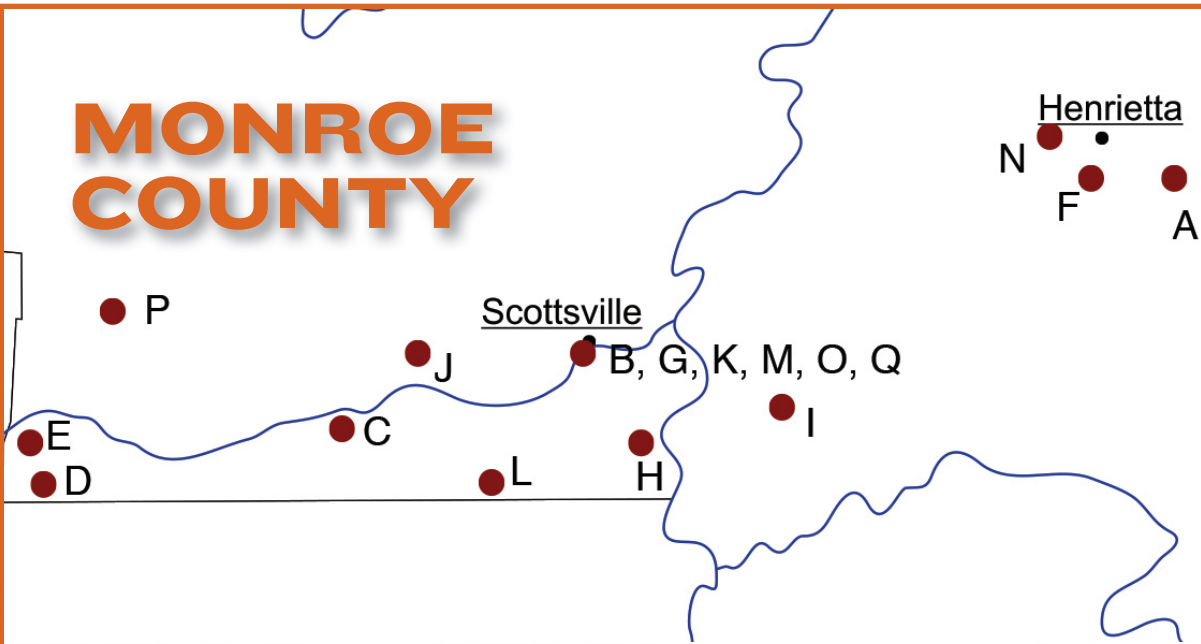 MONROE
COUNTY
Henrietta
N
F
A
P
Scottsville
J
B, G, K, M, O, Q
I
C
E
D
L
H